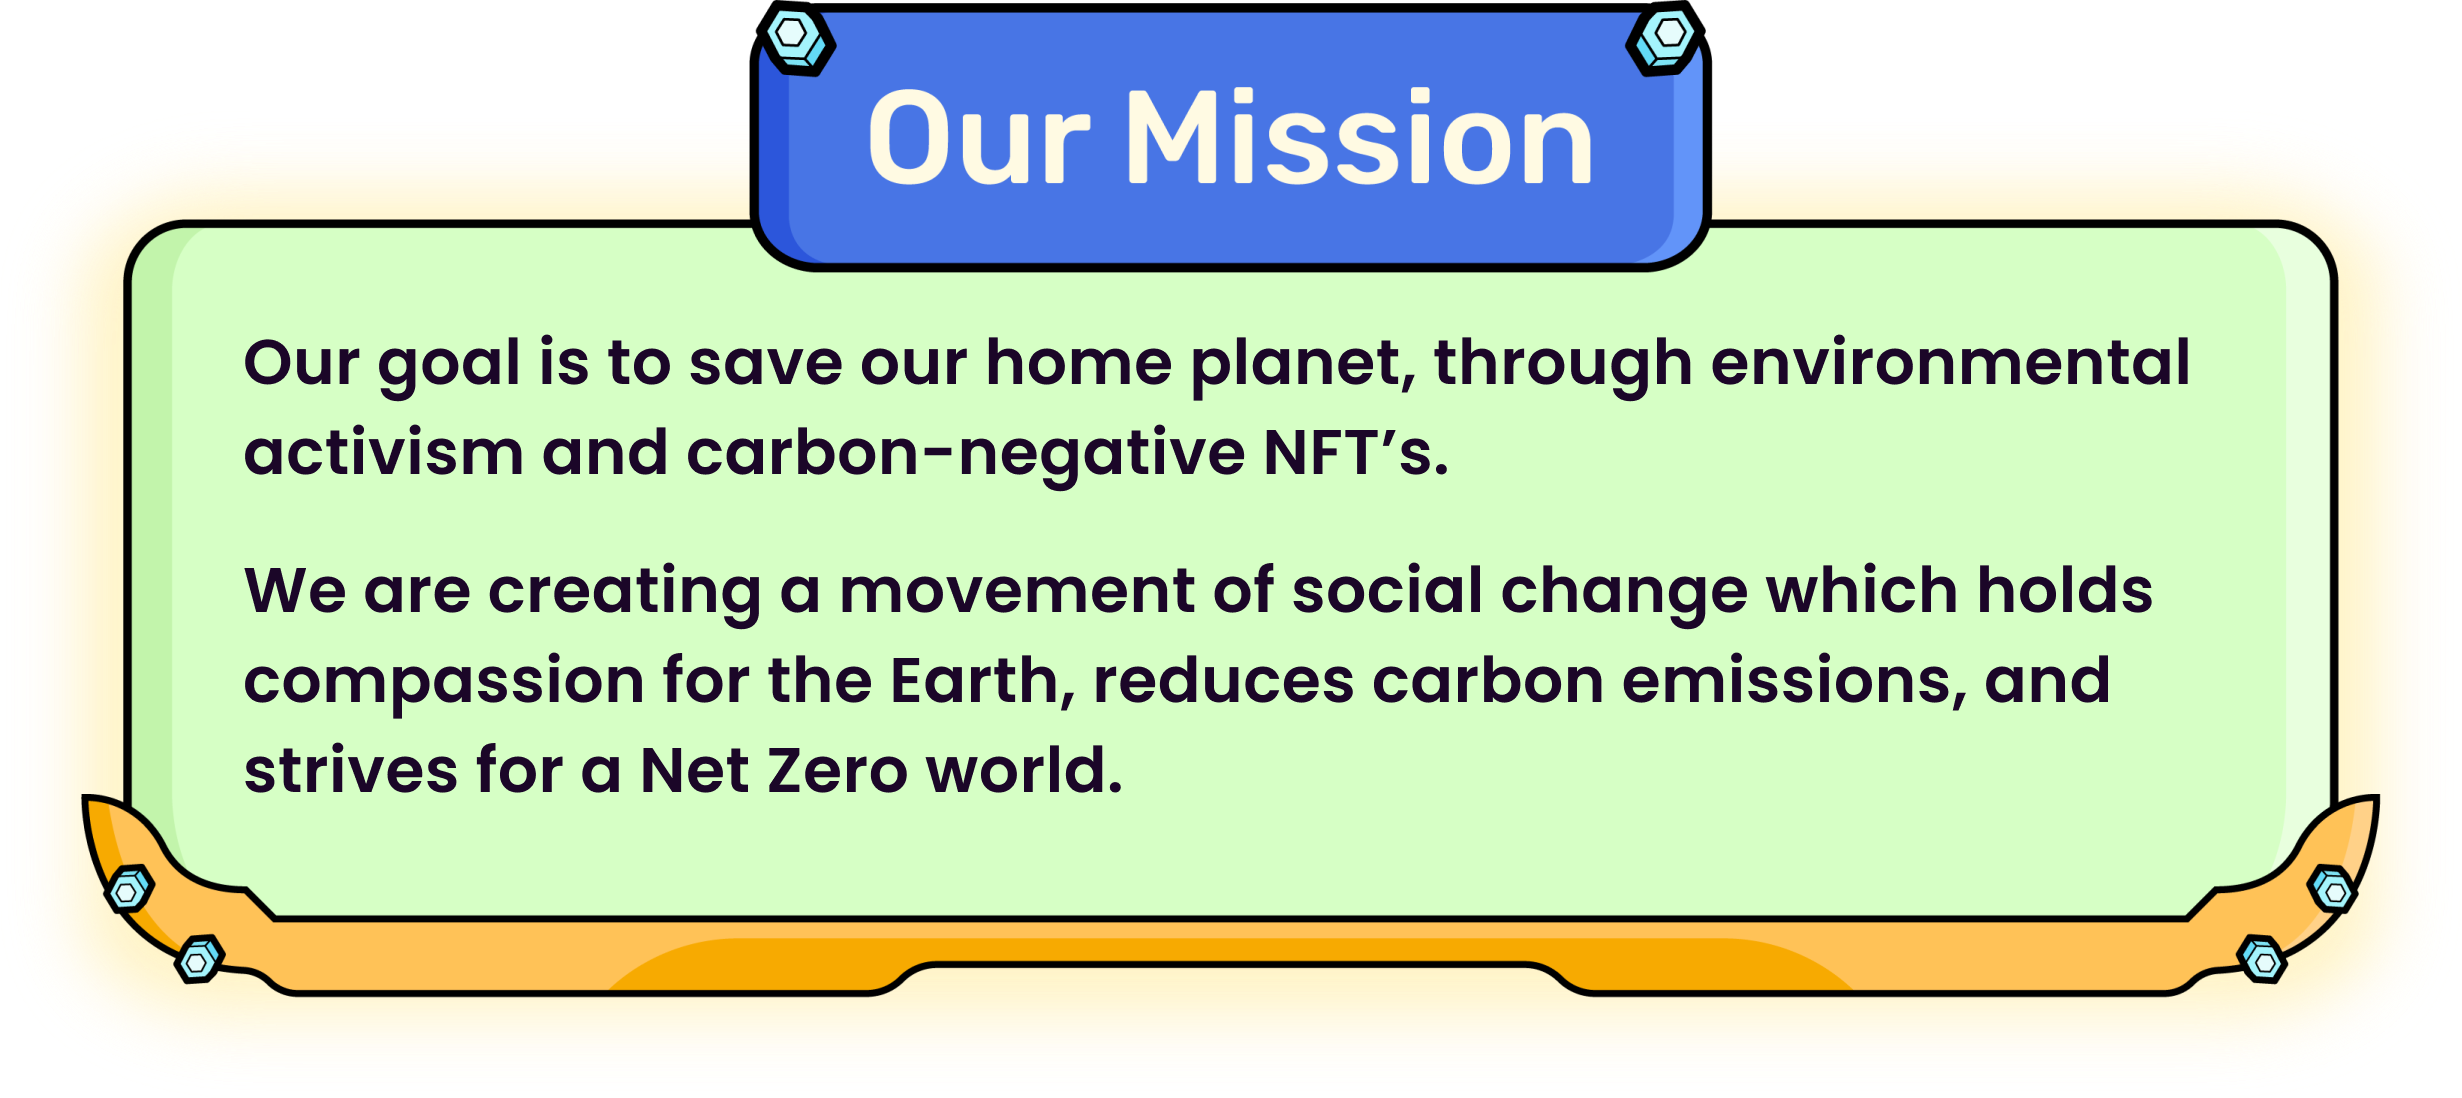 Our Mission
Our goal is to save our home planet, through environmental
activism and carbon-negative NFT’s.
We are creating a movement of social change which holds
compassion for the Earth, reduces carbon emissions, and
strives for a Net Zero world.